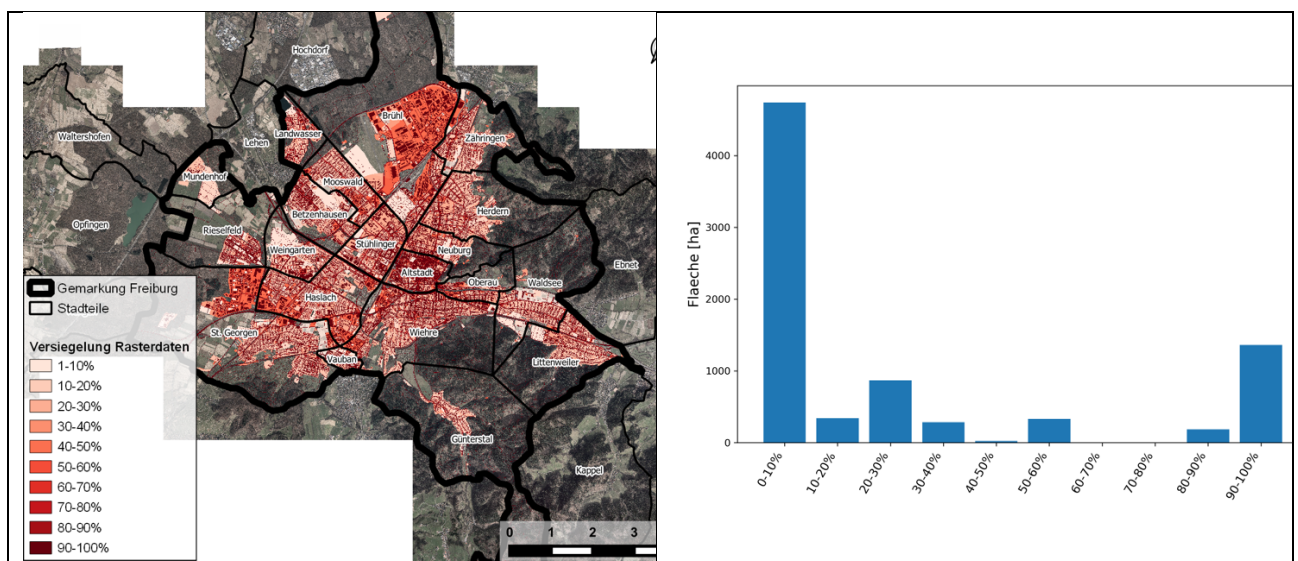 Hochdorf
Brühl
Landwasser
Zähringen
Waltershofen
Lehen
Mundenhof
Mooswald
Betzenhausen
Herdern
Opfingen
Rieselfeld
Stühlinger
Weingarten
Neuburg
Altstadt
Ebnet
Oberau
Waldsee
Haslach
St. Georgen
Wiehre
Vauban
Littenweiler
Günterstal
Kappel
Gemarkung Freiburg
Stadtteile
Versiegelung Rasterdaten
1-10%
10-20%
20-30%
30-40%
40-50%
50-60%
60-70%
70-80%
80-90%
90-100%
0 1 2 3
Flaeche [ha]
4000
3000
2000
1000
0
0-10%
10-20%
20-30%
30-40%
40-50%
50-60%
60-70%
70-80%
80-90%
90-100%